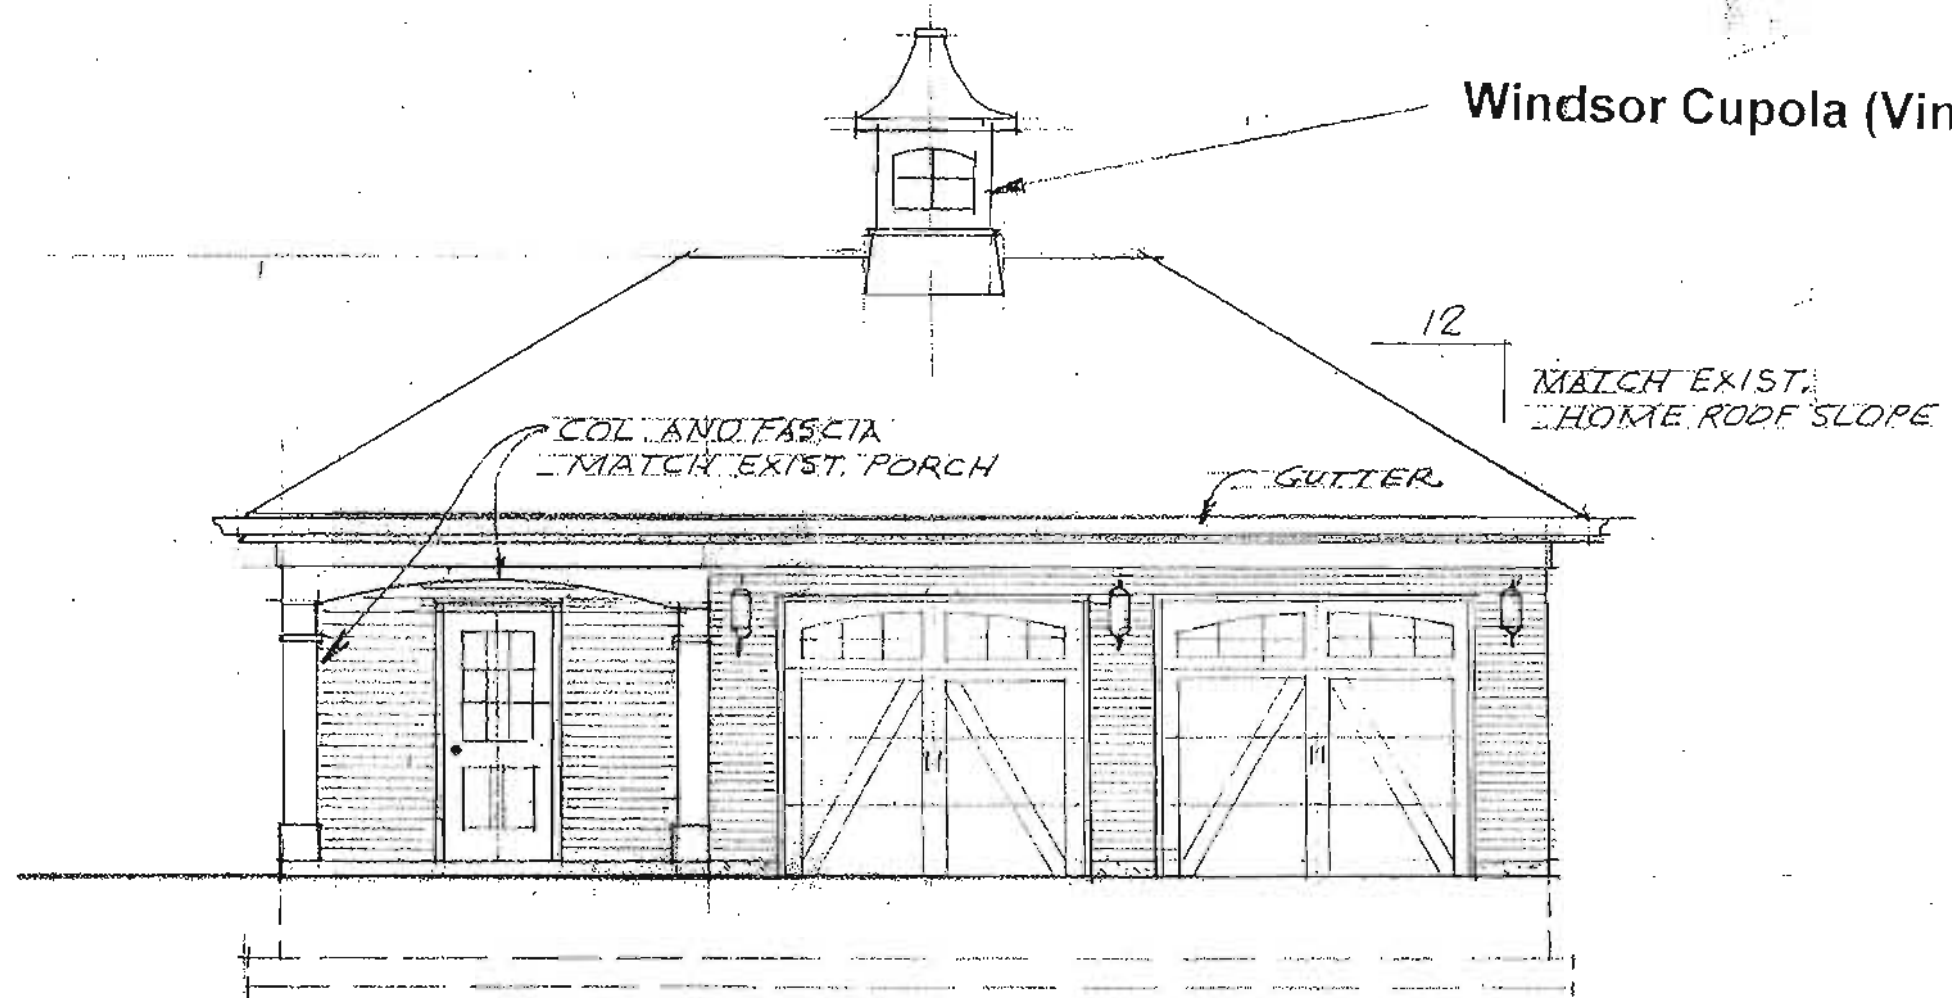 Windsor Cupola (Vin
12
MATCH EXIST.
HOME ROOF SLOPE
COL. AND FASCIA
MATCH EXIST. PORCH
GUTTER